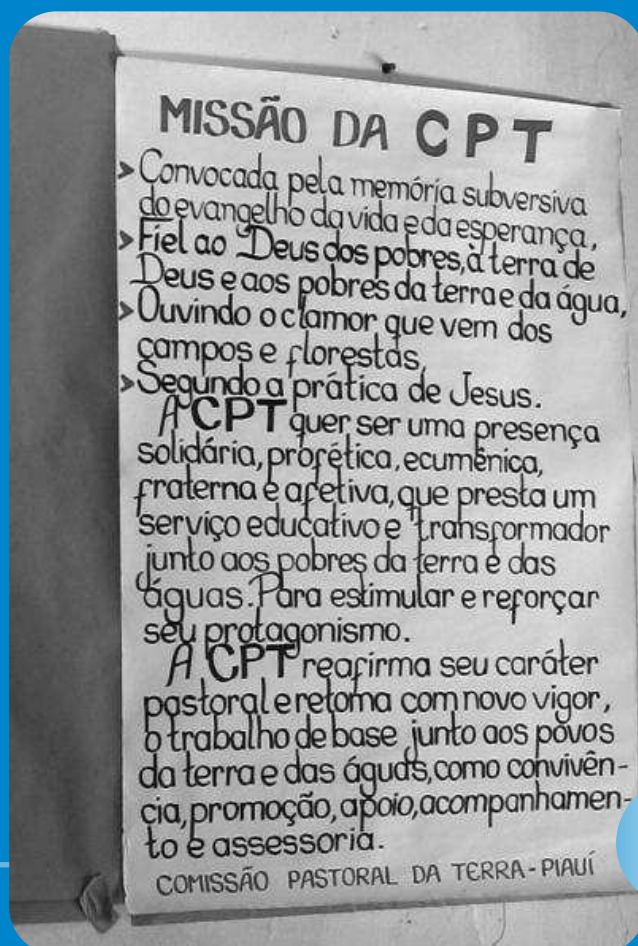 MISSÃO DA CPT
> Convocada pela memória subversiva
do evangelho da vida e da esperança,
> Fiel ao Deus dos pobres, à terra de
Deus e aos pobres da terra e da água,
> Ouvindo o clamor que vem dos
campos e florestas,
> Segundo a prática de Jesus.
A CPT quer ser uma presença
solidária, profética, ecumênica,
fraterna e afetiva, que presta um
serviço educativo e transformador
junto aos pobres da terra e das
águas. Para estimular e reforçar
seu protagonismo.
A CPT reafirma seu caráter
pastoral e retoma com novo vigor,
o trabalho de base junto aos povos
da terra e das águas, como convivên-
cia, promoção, apoio, acompanhamen-
to e assessoria.
COMISSÃO PASTORAL DA TERRA - PIAUÍ